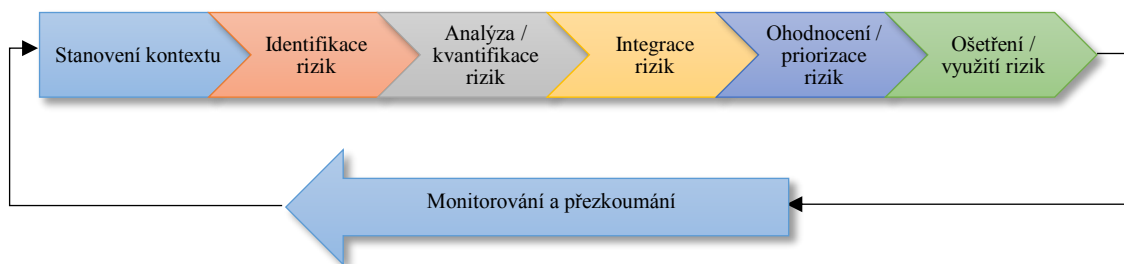 Stanovení kontextu
Identifikace
rizik
Analýza /
kvantifikace
rizik
Integrace
rizik
Ohodnocení /
priorizace
rizik
Ošetření /
využití rizik
Monitorování a přezkoumání